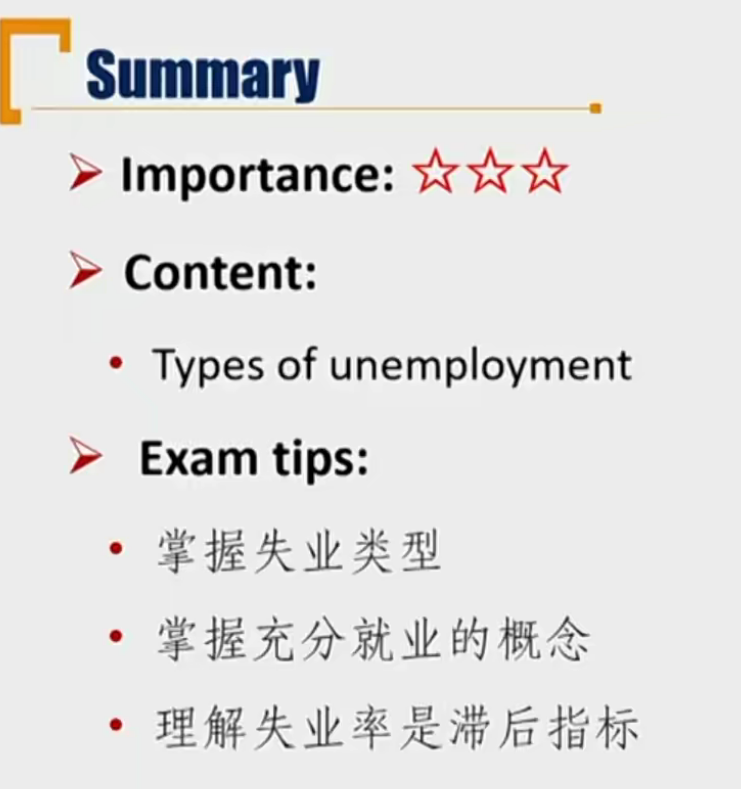 Summary
Importance: ☆☆☆
Content:
Types of unemployment
Exam tips:
掌握失业类型
掌握充分就业的概念
理解失业率是滞后指标